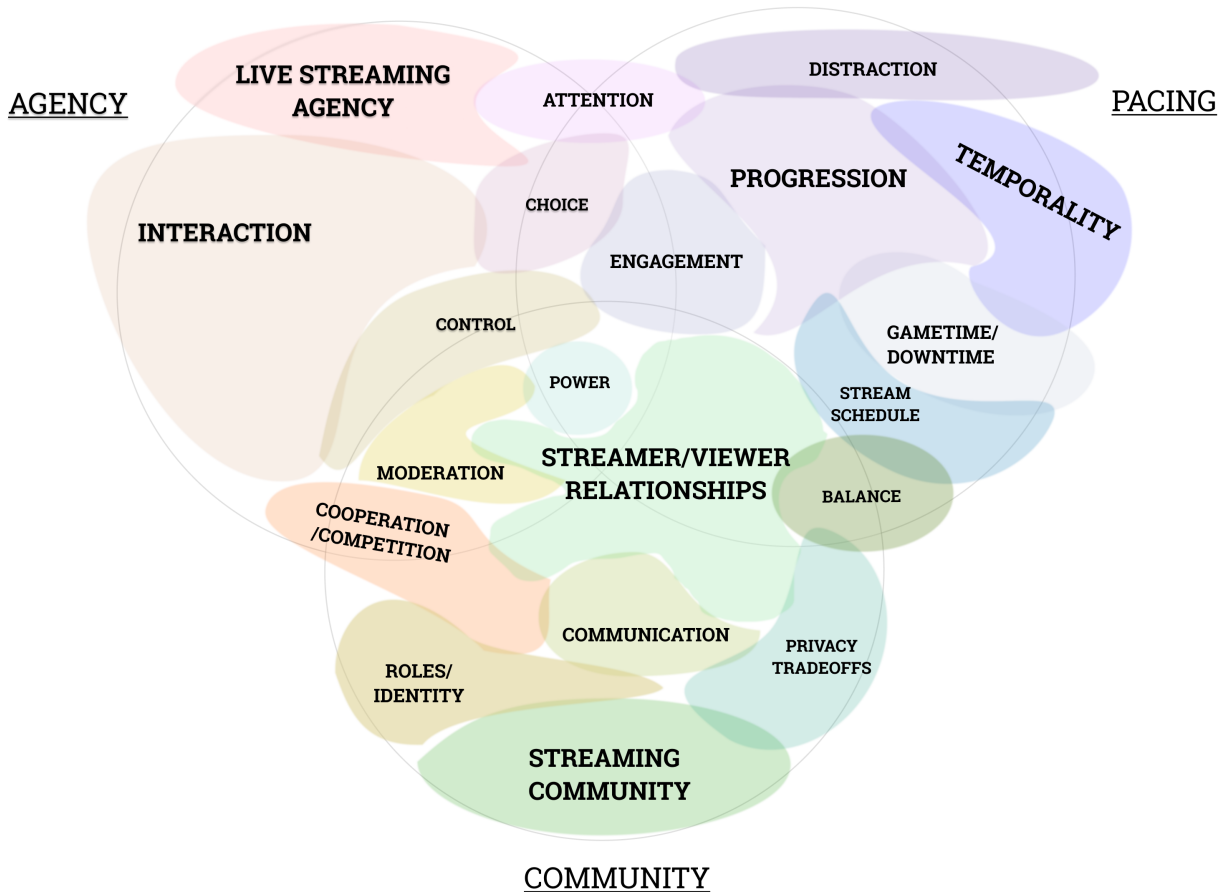 LIVE STREAMING
AGENCY
DISTRACTION
ATTENTION
AGENCY
PACING
PROGRESSION
TEMPORALITY
CHOICE
INTERACTION
ENGAGEMENT
CONTROL
GAMETIME/
DOWNTIME
POWER
STREAM
SCHEDULE
STREAMER/VIEWER
RELATIONSHIPS
MODERATION
BALANCE
COOPERATION
/COMPETITION
COMMUNICATION
PRIVACY
TRADEOFFS
ROLES/
IDENTITY
STREAMING
COMMUNITY
COMMUNITY